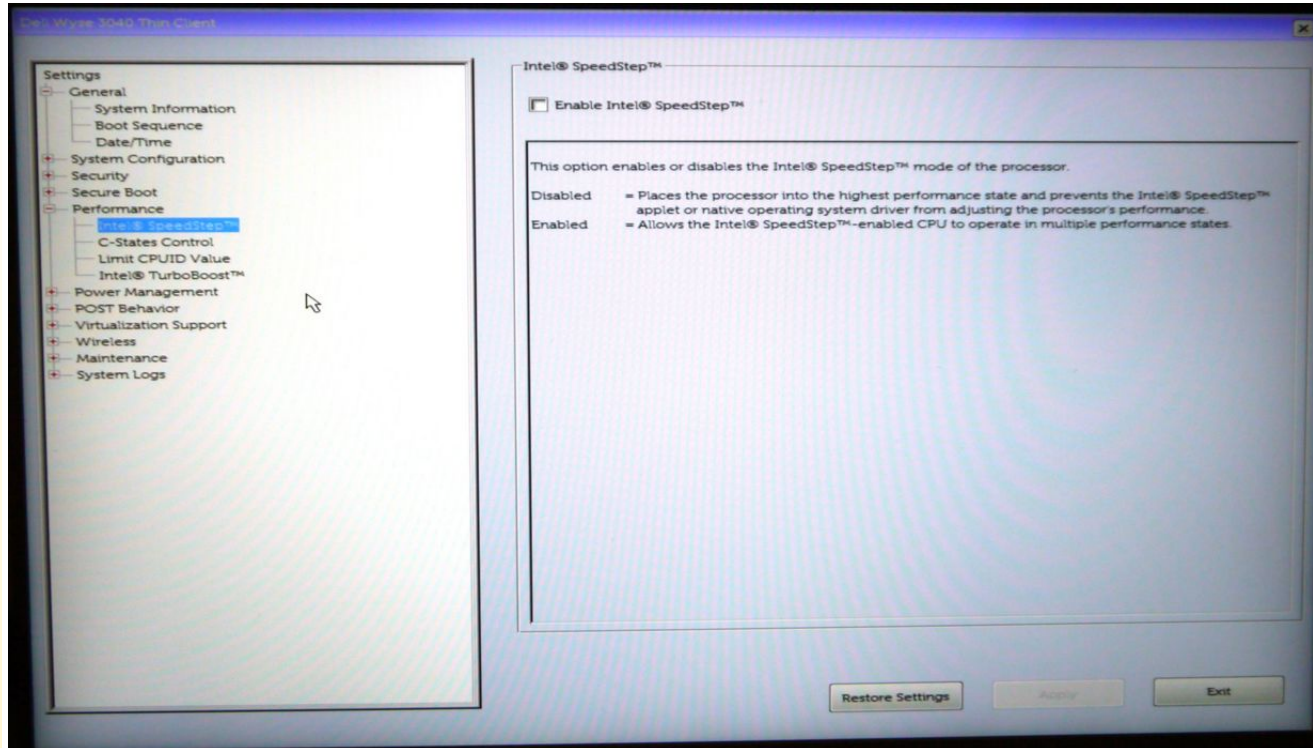 Dell Wyse 3040 Thin Client
Settings
General
System Information
Boot Sequence
Date/Time
System Configuration
Security
Secure Boot
Performance
Intel® SpeedStep™
C-States Control
Limit CPUID Value
Intel® TurboBoost™
Power Management
POST Behavior
Virtualization Support
Wireless
Maintenance
System Logs
Intel® SpeedStep™
Enable Intel® SpeedStep™
This option enables or disables the Intel® SpeedStep™ mode of the processor.
Disabled = Places the processor into the highest performance state and prevents the Intel® SpeedStep™
applet or native operating system driver from adjusting the processor's performance.
Enabled = Allows the Intel® SpeedStep™-enabled CPU to operate in multiple performance states.
Restore Settings
Apply
Exit